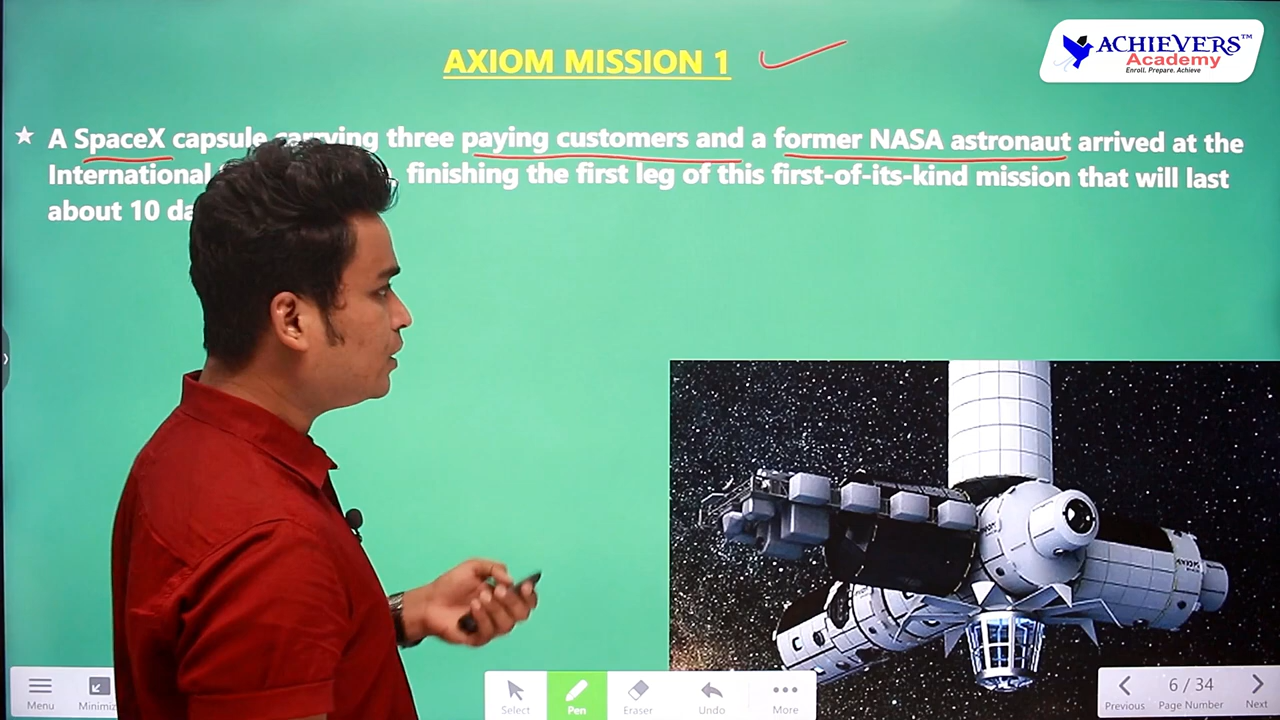 AXIOM MISSION 1
ACHIEVERS™
Academy
Enroll. Prepare. Achieve
★ A SpaceX capsule carrying three paying customers and a former NASA astronaut arrived at the
International finishing the first leg of this first-of-its-kind mission that will last
about 10
AXIOM
Menu
Select
Pen
Eraser
Undo
More
Previous
6 / 34
Page Number
Next